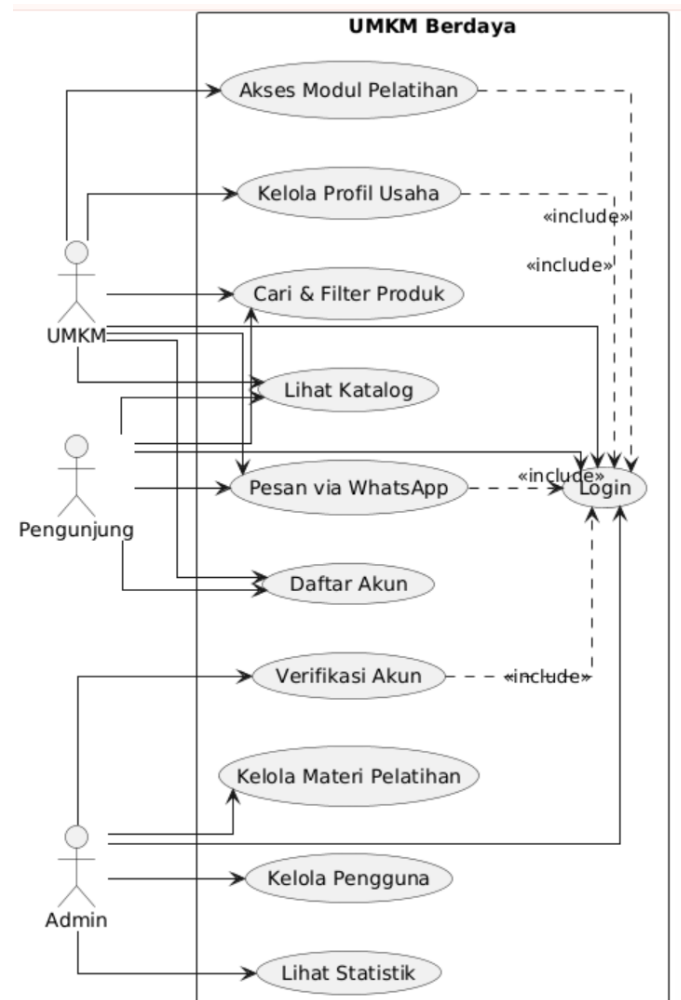 UMKM Berdaya
Akses Modul Pelatihan
Kelola Profil Usaha
«include»
«include»
Cari & Filter Produk
UMKM
Lihat Katalog
Pengunjung
Pesan via WhatsApp
«include»
Login
Daftar Akun
Verifikasi Akun
«include»
Kelola Materi Pelatihan
Admin
Kelola Pengguna
Lihat Statistik